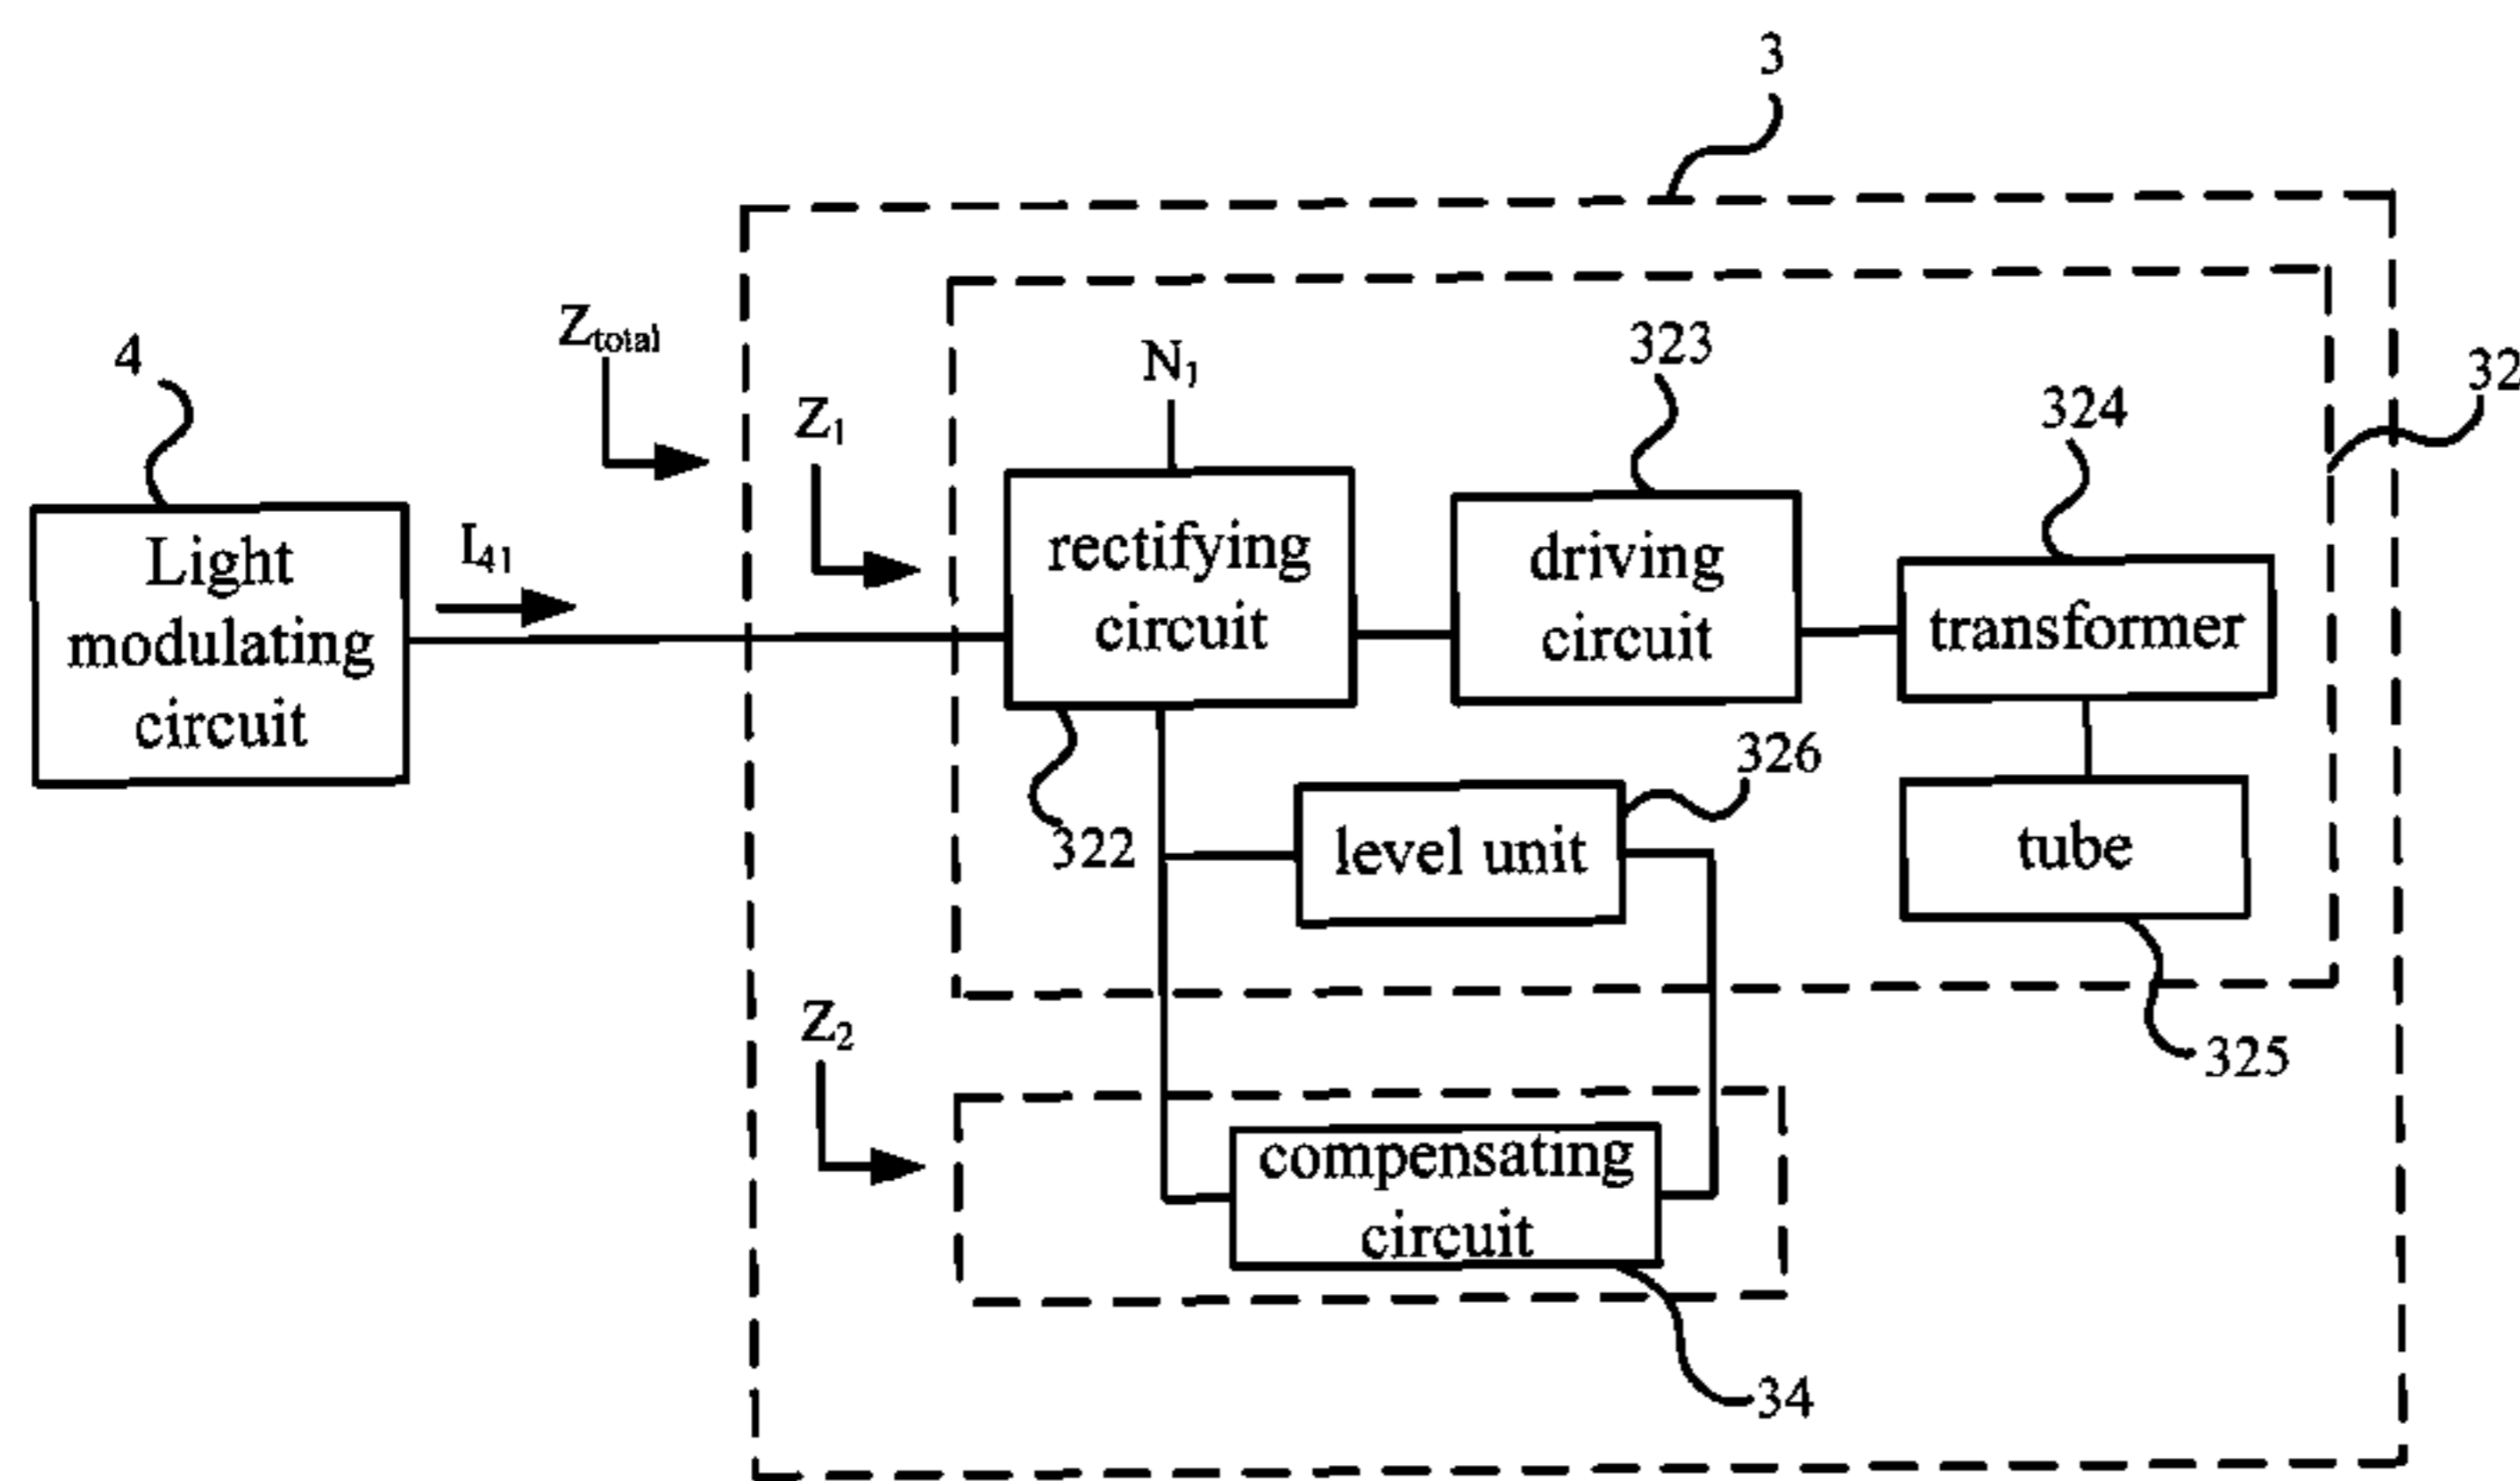 3
Z total
4
N1
323
32
Z1
324
I41
Light
modulating
circuit
rectifying
circuit
driving
circuit
transformer
326
322
level unit
tube
Z2
325
compensating
circuit
34